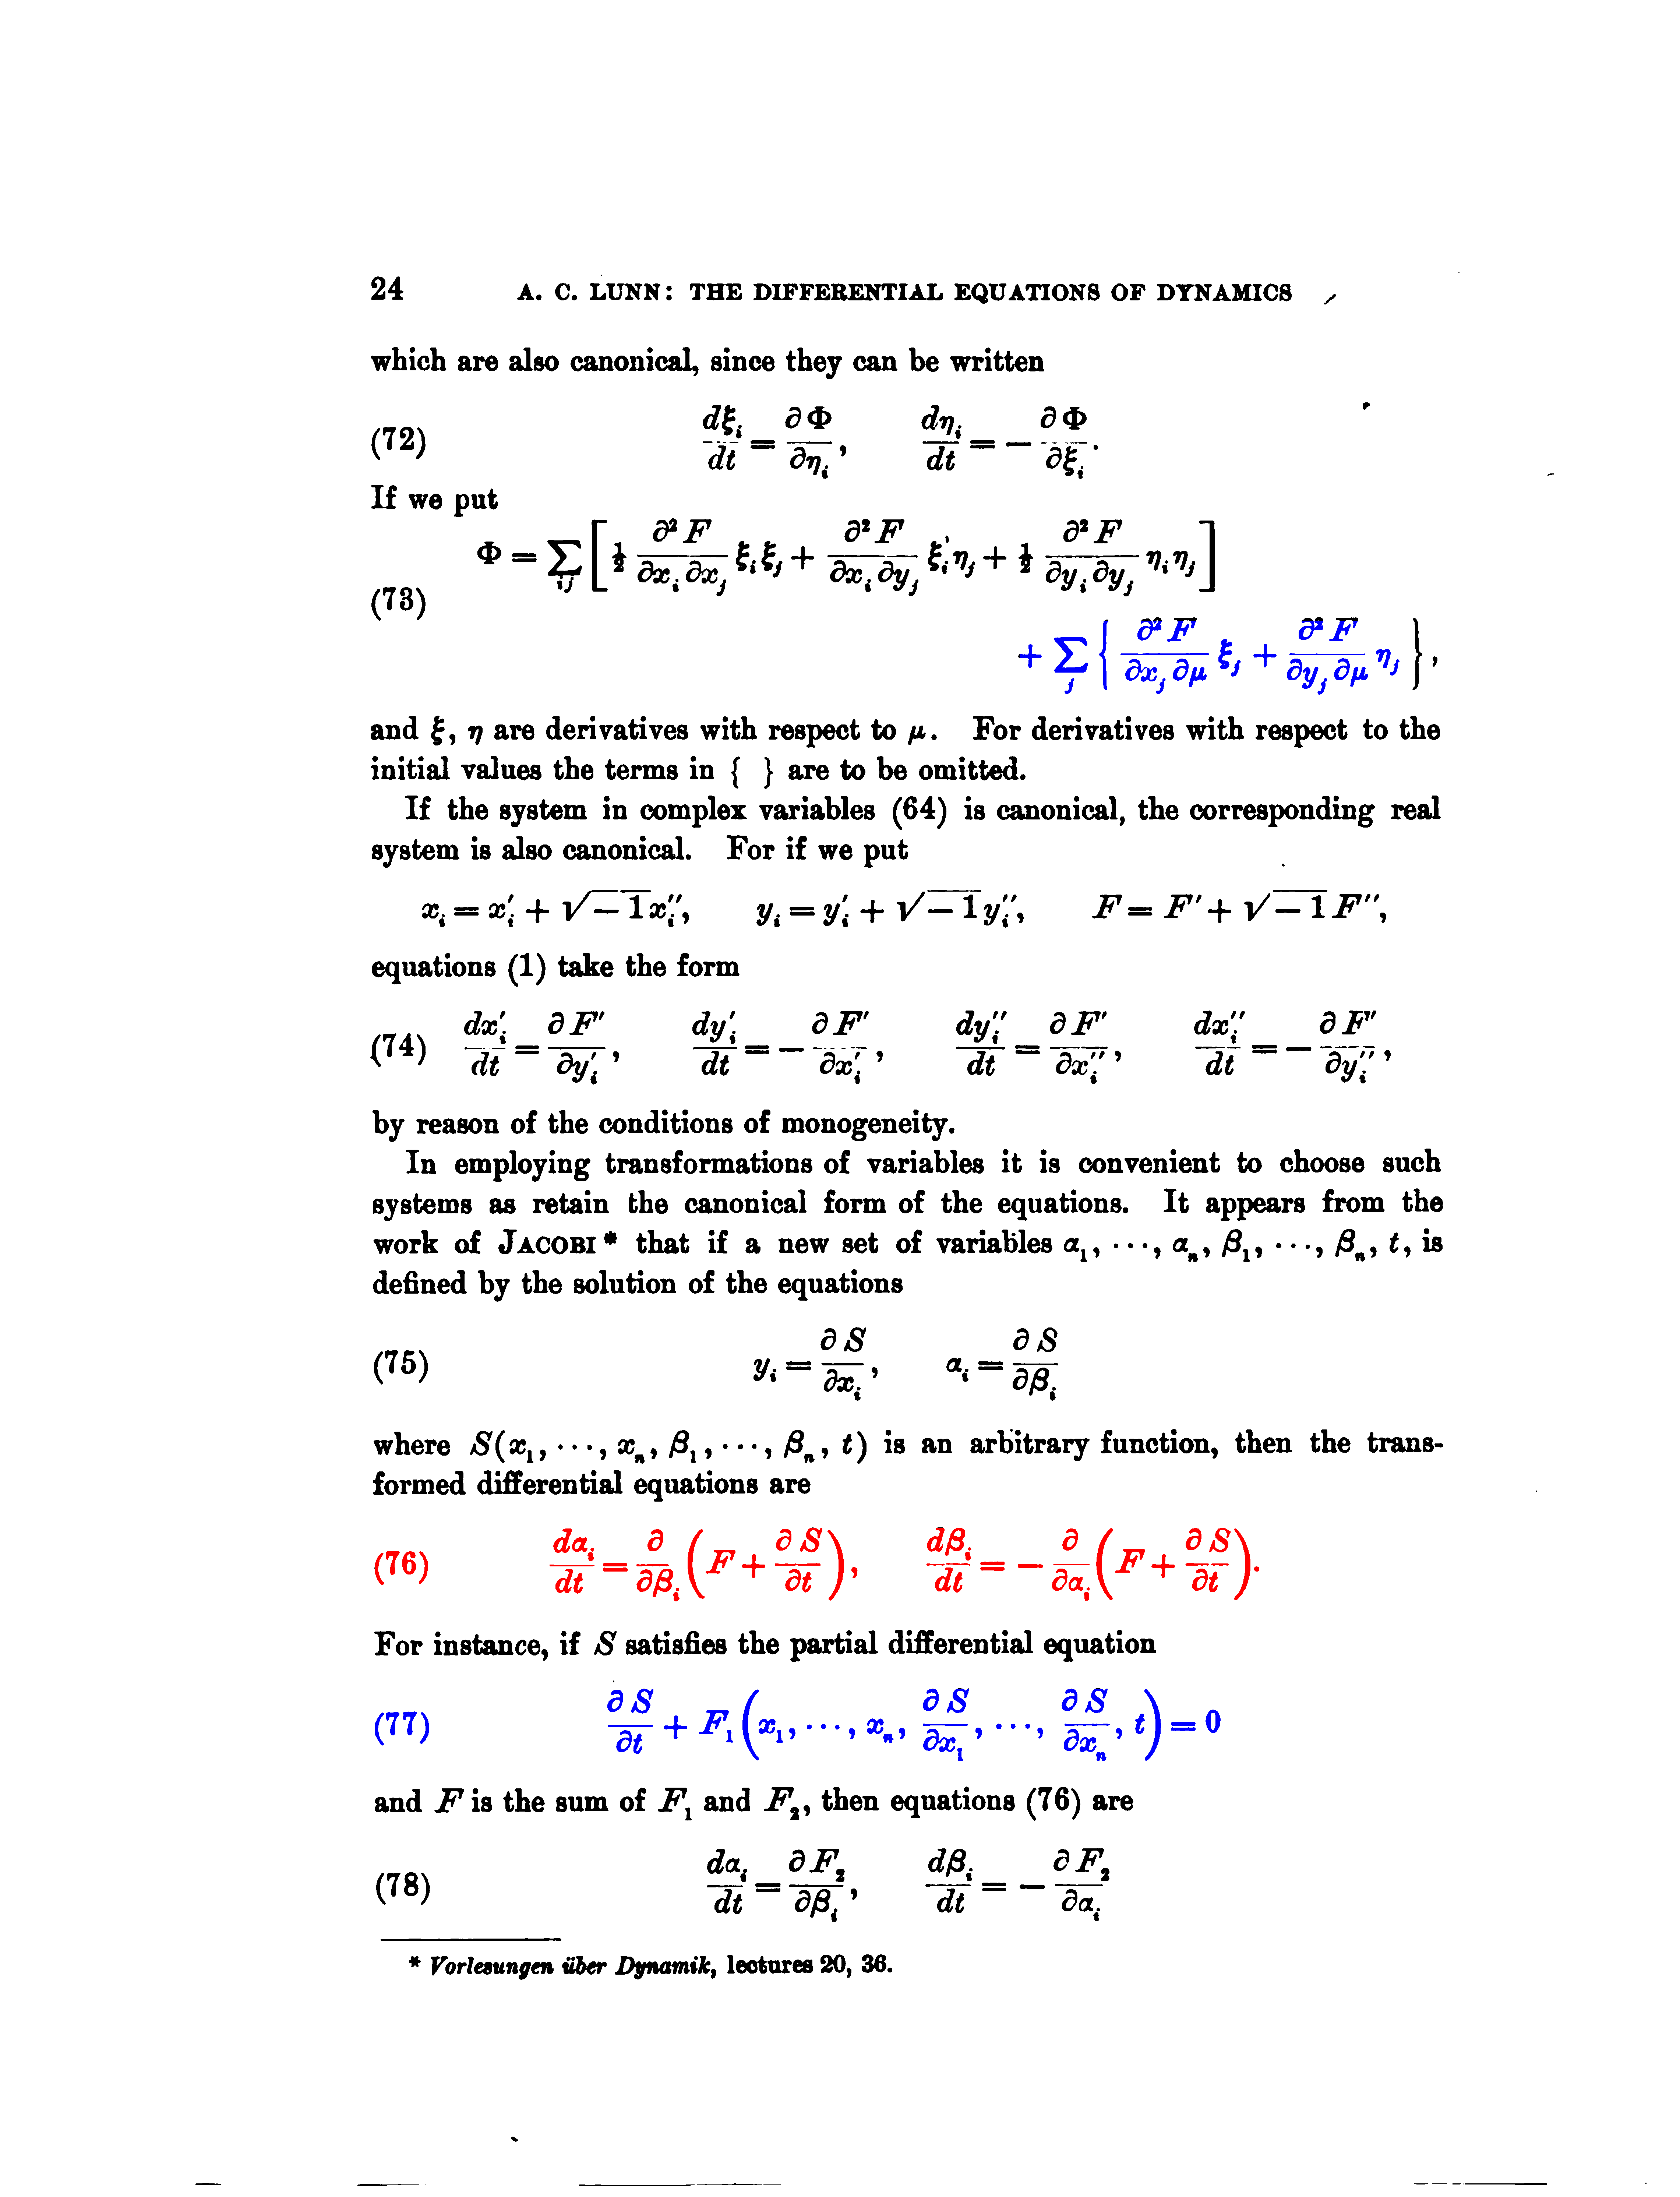 24 A. C. LUNN: THE DIFFERENTIAL EQUATIONS OF DYNAMICS
which are also canonical, since they can be written
(72) $\frac{d\xi_i}{dt} = \frac{\partial\Phi}{\partial\eta_i}, \quad \frac{d\eta_i}{dt} = -\frac{\partial\Phi}{\partial\xi_i}.$
If we put
$\Phi = \sum_{ij}\left[\frac{1}{2}\frac{\partial^2 F}{\partial x_i \partial x_j}\xi_i\xi_j + \frac{\partial^2 F}{\partial x_i \partial y_j}\xi_i\eta_j + \frac{1}{2}\frac{\partial^2 F}{\partial y_i \partial y_j}\eta_i\eta_j\right]$
(73)
$+ \sum_j\left\{\frac{\partial^2 F}{\partial x_j \partial\mu}\xi_j + \frac{\partial^2 F}{\partial y_j \partial\mu}\eta_j\right\},$
and ξ, η are derivatives with respect to μ. For derivatives with respect to the
initial values the terms in { } are to be omitted.
If the system in complex variables (64) is canonical, the corresponding real
system is also canonical. For if we put
$x_i = x_i' + \sqrt{-1}x_i'', \quad y_i = y_i' + \sqrt{-1}y_i'', \quad F = F' + \sqrt{-1}F'',$
equations (1) take the form
(74) $\frac{dx_i'}{dt} = \frac{\partial F'}{\partial y_i'}, \quad \frac{dy_i'}{dt} = -\frac{\partial F'}{\partial x_i'}, \quad \frac{dy_i''}{dt} = \frac{\partial F'}{\partial x_i''}, \quad \frac{dx_i''}{dt} = -\frac{\partial F'}{\partial y_i''},$
by reason of the conditions of monogeneity.
In employing transformations of variables it is convenient to choose such
systems as retain the canonical form of the equations. It appears from the
work of JACOBI* that if a new set of variables $\alpha_1, \cdots, \alpha_n, \beta_1, \cdots, \beta_n, t$, is
defined by the solution of the equations
(75) $y_i = \frac{\partial S}{\partial x_i}, \quad \alpha_i = \frac{\partial S}{\partial\beta_i}$
where $S(x_1, \cdots, x_n, \beta_1, \cdots, \beta_n, t)$ is an arbitrary function, then the trans-
formed differential equations are
(76) $\frac{d\alpha_i}{dt} = \frac{\partial}{\partial\beta_i}\left(F + \frac{\partial S}{\partial t}\right), \quad \frac{d\beta_i}{dt} = -\frac{\partial}{\partial\alpha_i}\left(F + \frac{\partial S}{\partial t}\right).$
For instance, if S satisfies the partial differential equation
(77) $\frac{\partial S}{\partial t} + F_1\left(x_1, \cdots, x_n, \frac{\partial S}{\partial x_1}, \cdots, \frac{\partial S}{\partial x_n}, t\right) = 0$
and F is the sum of $F_1$ and $F_2$, then equations (76) are
(78) $\frac{d\alpha_i}{dt} = \frac{\partial F_2}{\partial\beta_i}, \quad \frac{d\beta_i}{dt} = -\frac{\partial F_2}{\partial\alpha_i}$
* Vorlesungen über Dynamik, lectures 20, 36.